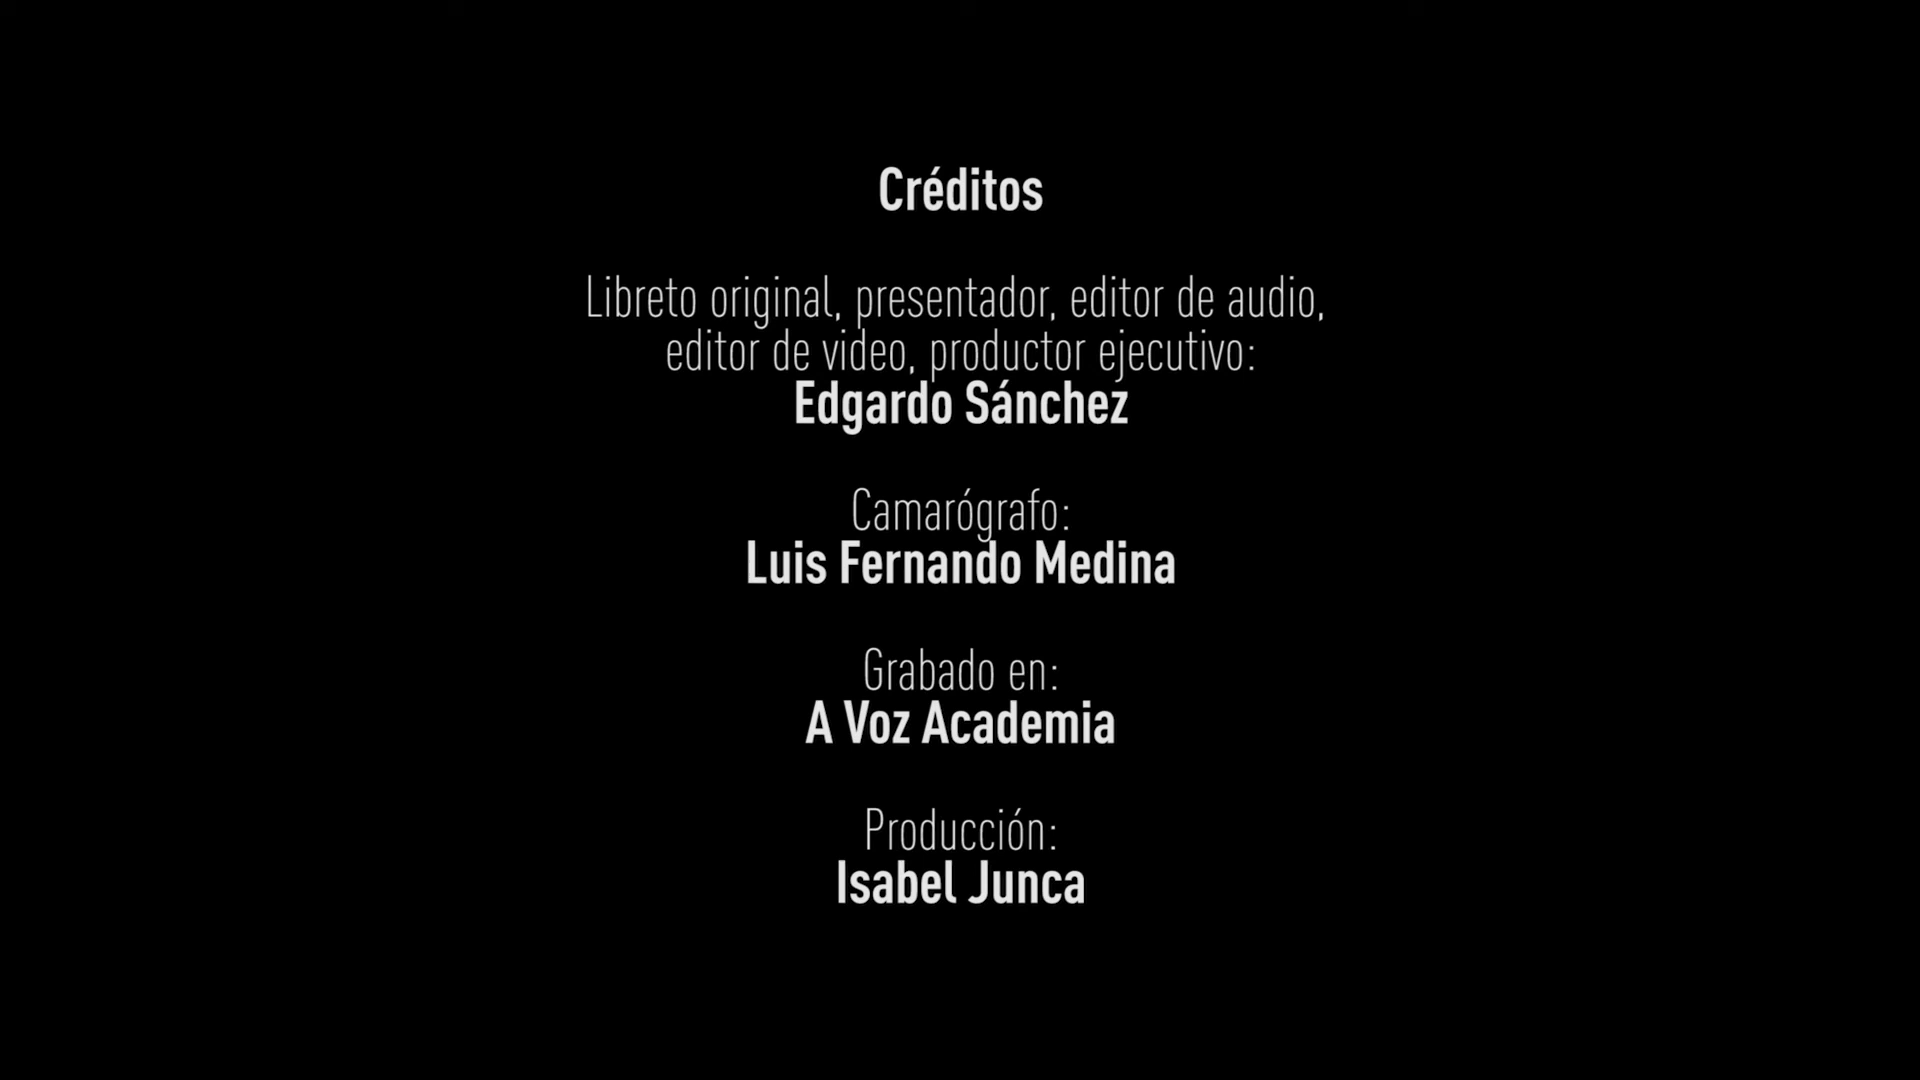 Créditos
Libreto original, presentador, editor de audio,
editor de video, productor ejecutivo:
Edgardo Sánchez
Camarógrafo:
Luis Fernando Medina
Grabado en:
A Voz Academia
Producción:
Isabel Junca